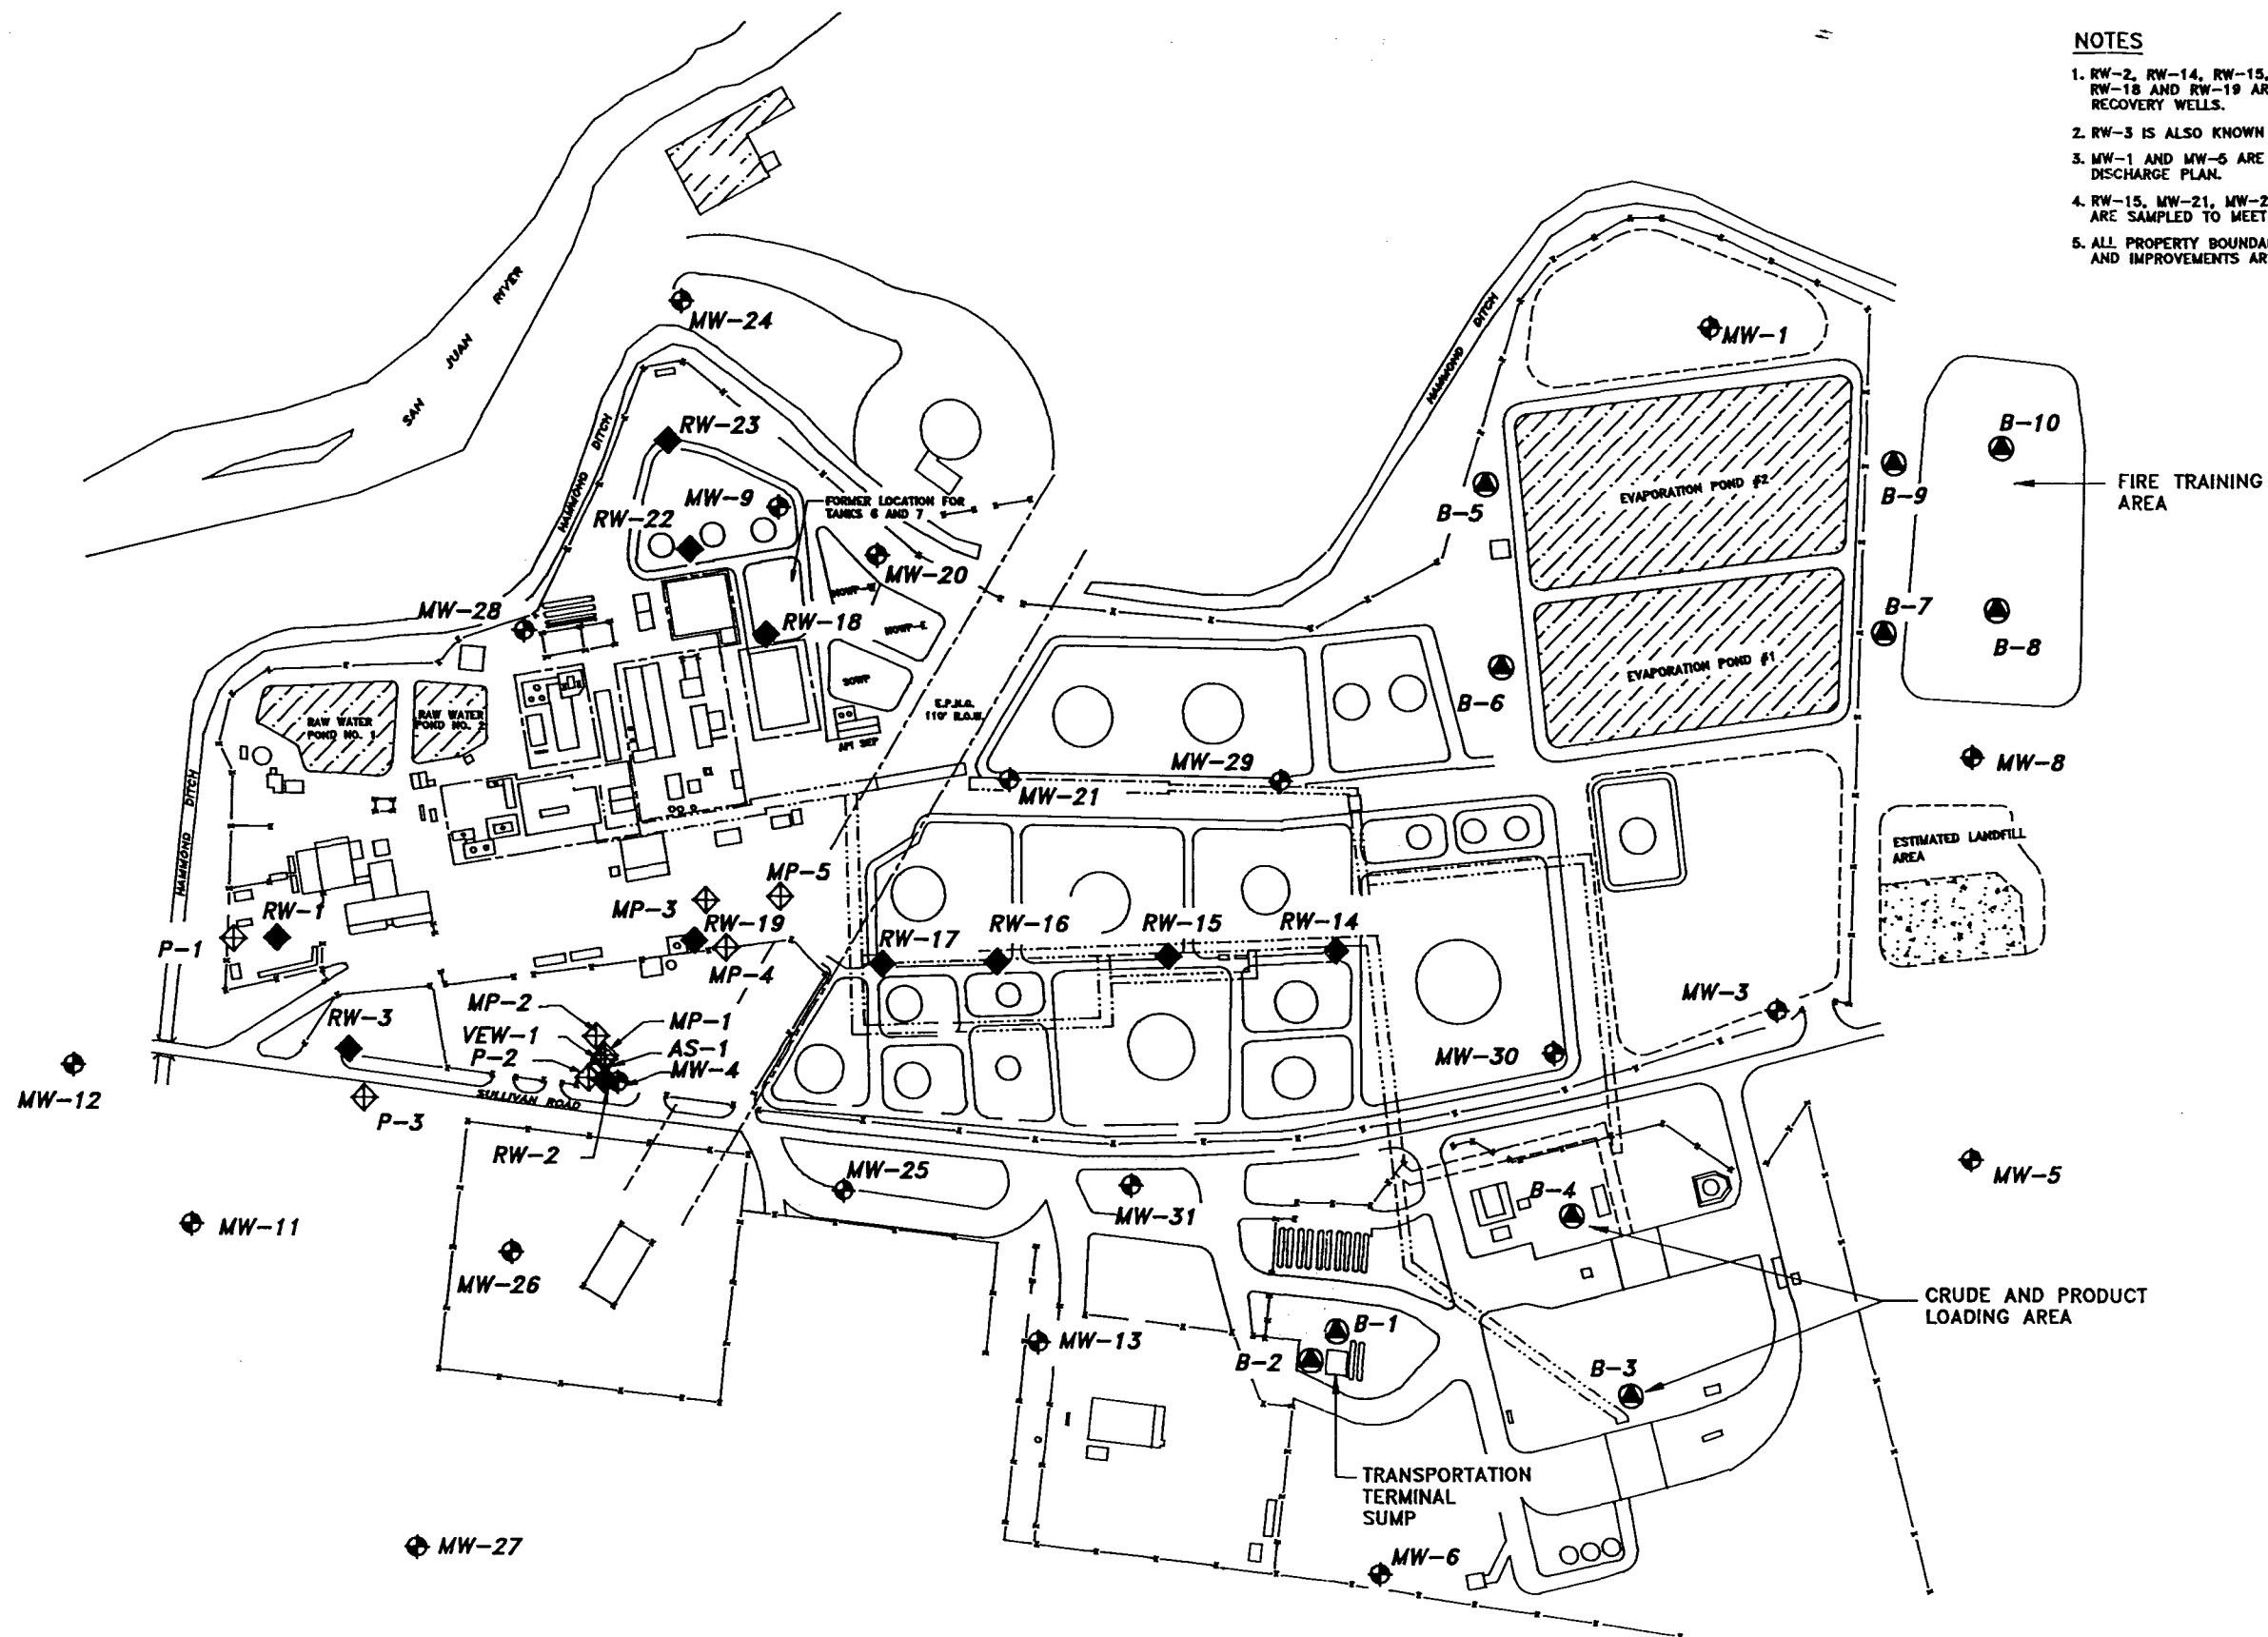 NOTES
1. RW-2, RW-14, RW-15,
RW-18 AND RW-19 AR
RECOVERY WELLS.
2. RW-3 IS ALSO KNOWN
3. MW-1 AND MW-5 ARE
DISCHARGE PLAN.
4. RW-15, MW-21, MW-2
ARE SAMPLED TO MEET
5. ALL PROPERTY BOUNDA
AND IMPROVEMENTS AR
SAN JUAN RIVER
MW-24
HAMMOND DITCH
MW-1
RW-23
HAMMOND DITCH
B-10
FIRE TRAINING
AREA
MW-9
FORMER LOCATION FOR
TANKS 6 AND 7
RW-22
B-5
EVAPORATION POND #2
B-9
MW-20
MW-28
RW-18
B-7
B-8
EVAPORATION POND #1
B-6
SOWP
E.P.N.G.
110' R.O.W.
API SEP
RAW WATER
POND NO. 1
RAW WATER
POND NO. 2
MW-29
MW-21
MW-8
HAMMOND DITCH
ESTIMATED LANDFILL
AREA
MP-5
MP-3
RW-1
P-1
RW-19
MP-4
RW-17
RW-16
RW-15
RW-14
MP-2
MP-1
VEW-1
AS-1
P-2
MW-4
RW-3
MW-3
MW-30
MW-12
P-3
SULLIVAN ROAD
RW-2
MW-25
MW-31
B-4
MW-5
MW-11
MW-26
CRUDE AND PRODUCT
LOADING AREA
MW-13
B-1
B-2
B-3
TRANSPORTATION
TERMINAL
SUMP
MW-27
MW-6